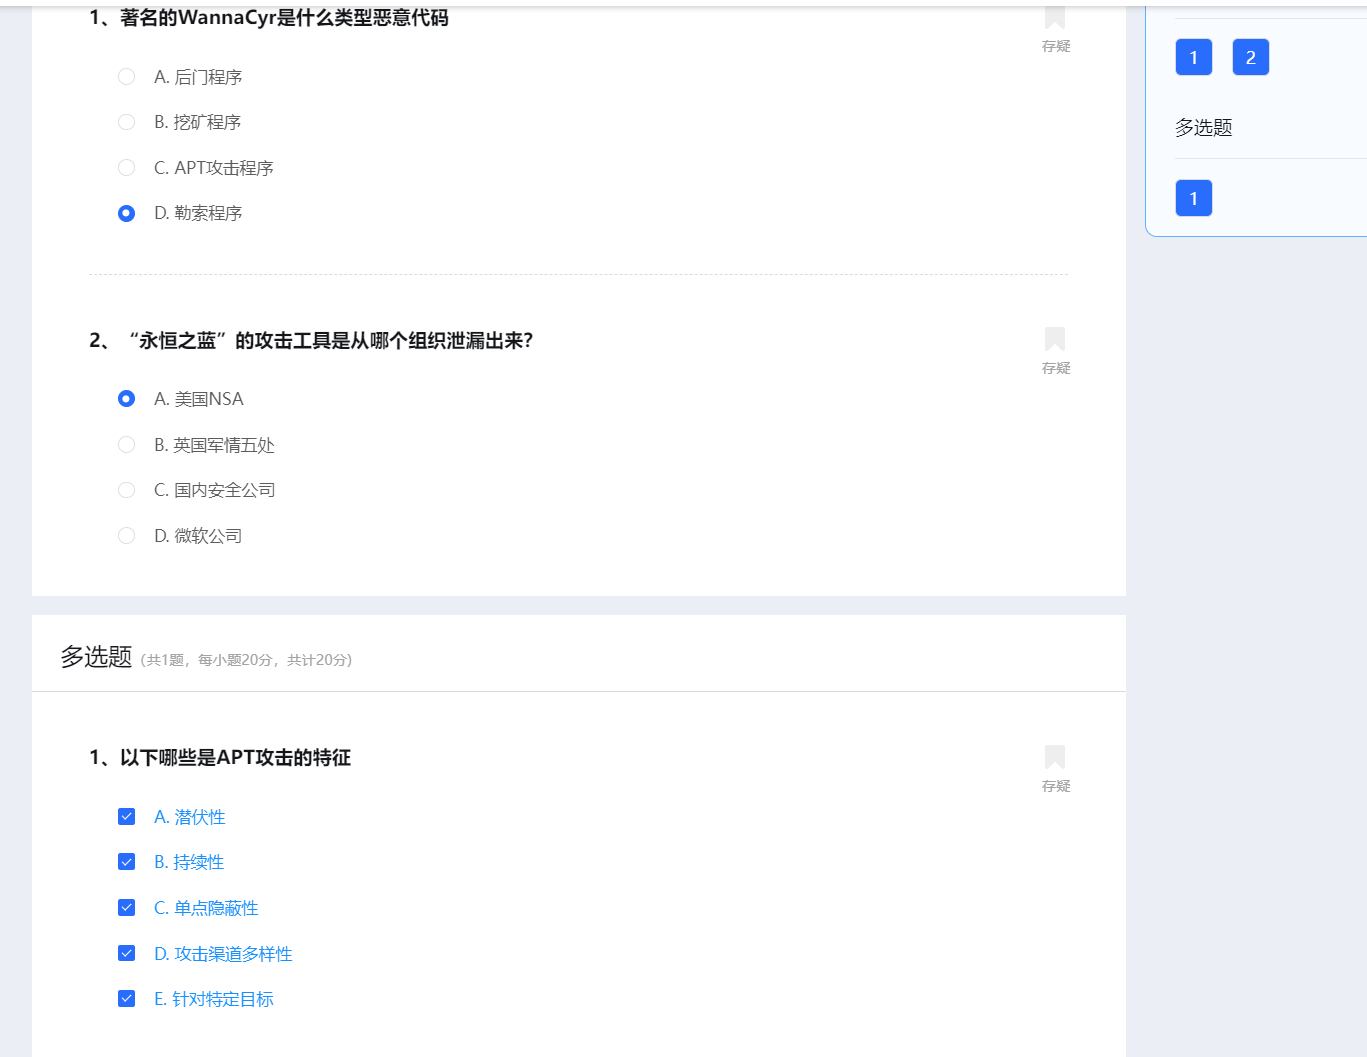 1、著名的WannaCyr是什么类型恶意代码
存疑
A. 后门程序
B. 挖矿程序
C. APT攻击程序
D. 勒索程序
2、“永恒之蓝”的攻击工具是从哪个组织泄漏出来？
存疑
A. 美国NSA
B. 英国军情五处
C. 国内安全公司
D. 微软公司
多选题 (共1题，每小题20分，共计20分)
1、以下哪些是APT攻击的特征
存疑
A. 潜伏性
B. 持续性
C. 单点隐蔽性
D. 攻击渠道多样性
E. 针对特定目标
1 2
多选题
1